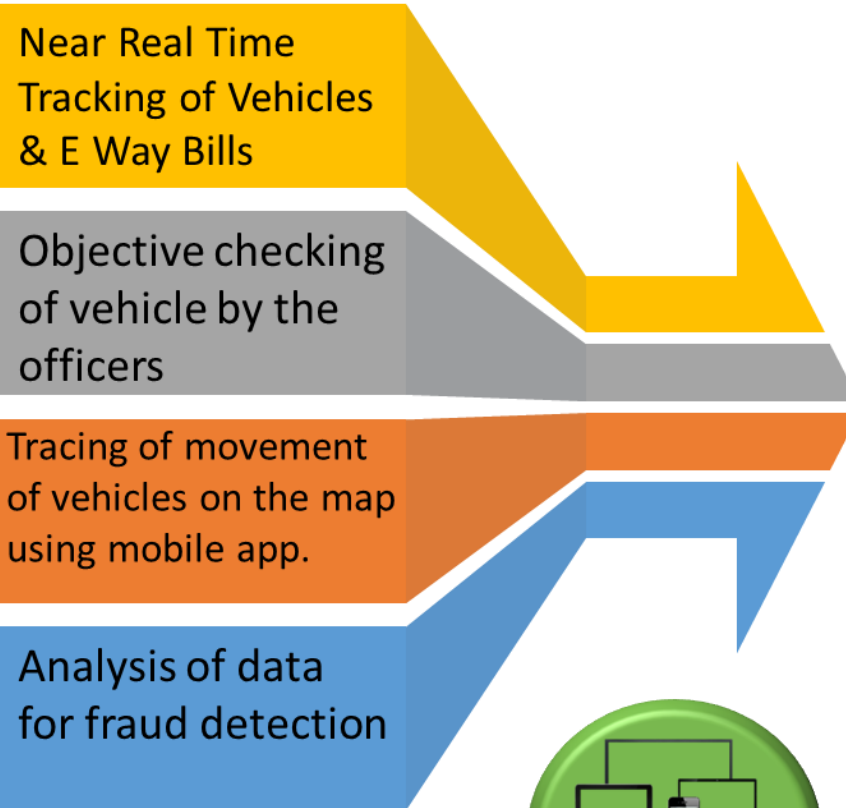 Near Real Time
Tracking of Vehicles
& E Way Bills
Objective checking
of vehicle by the
officers
Tracing of movement
of vehicles on the map
using mobile app.
Analysis of data
for fraud detection